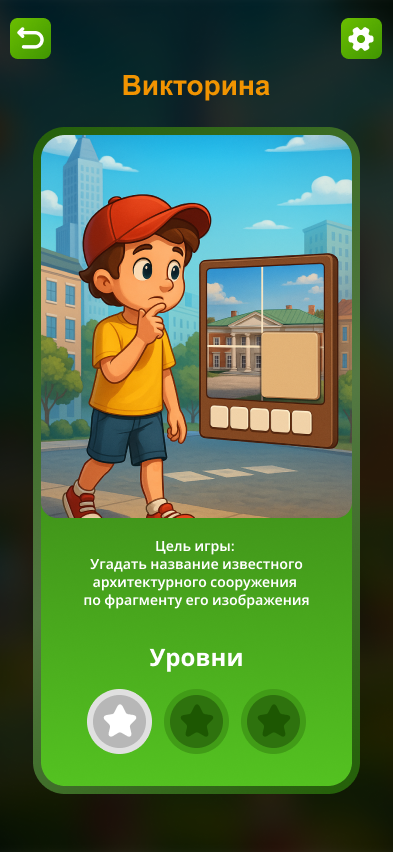 Викторина
Цель игры:
Угадать название известного
архитектурного сооружения
по фрагменту его изображения
Уровни